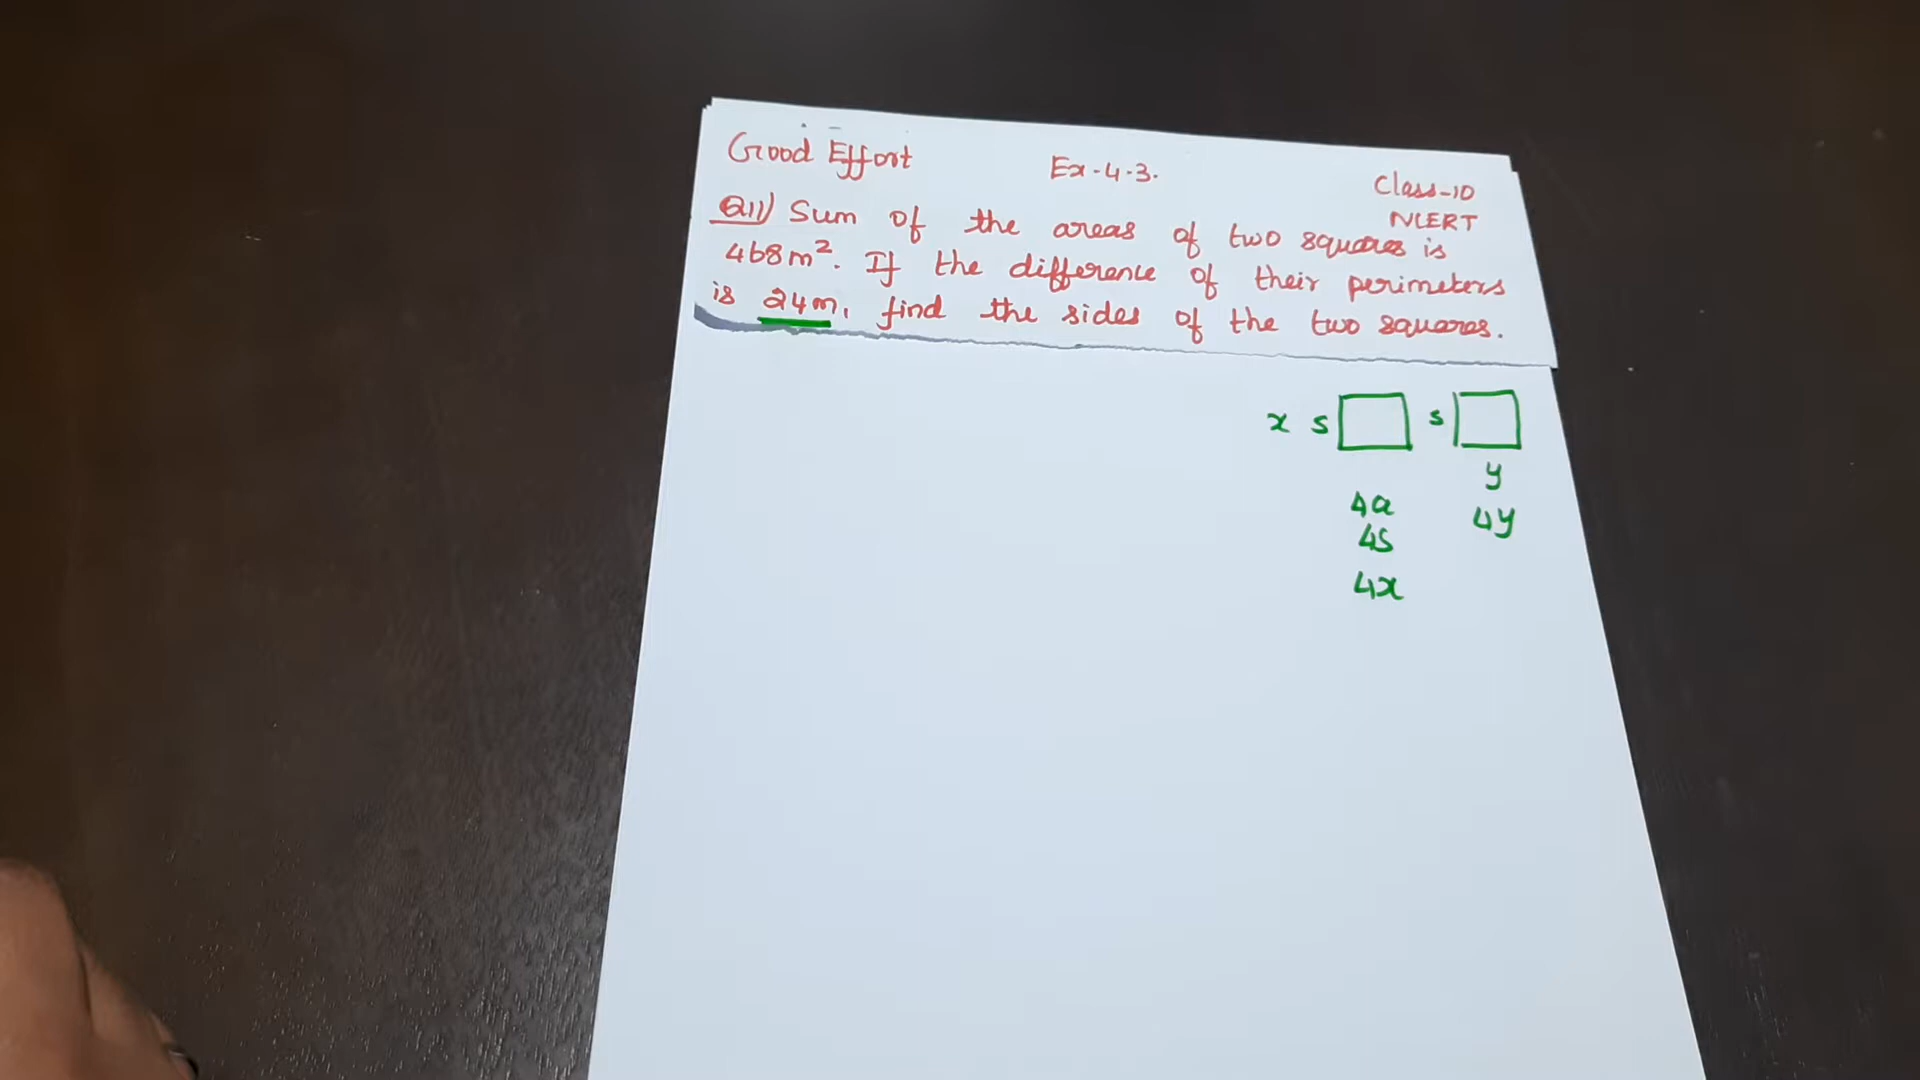 Good Effort
Ex-4.3.
Class-10
NCERT
Q11) Sum of the areas of two squares is
468m². If the difference of their perimeters
is 24m, find the sides of the two squares.
x s s
y
4a 4y
4s
4x